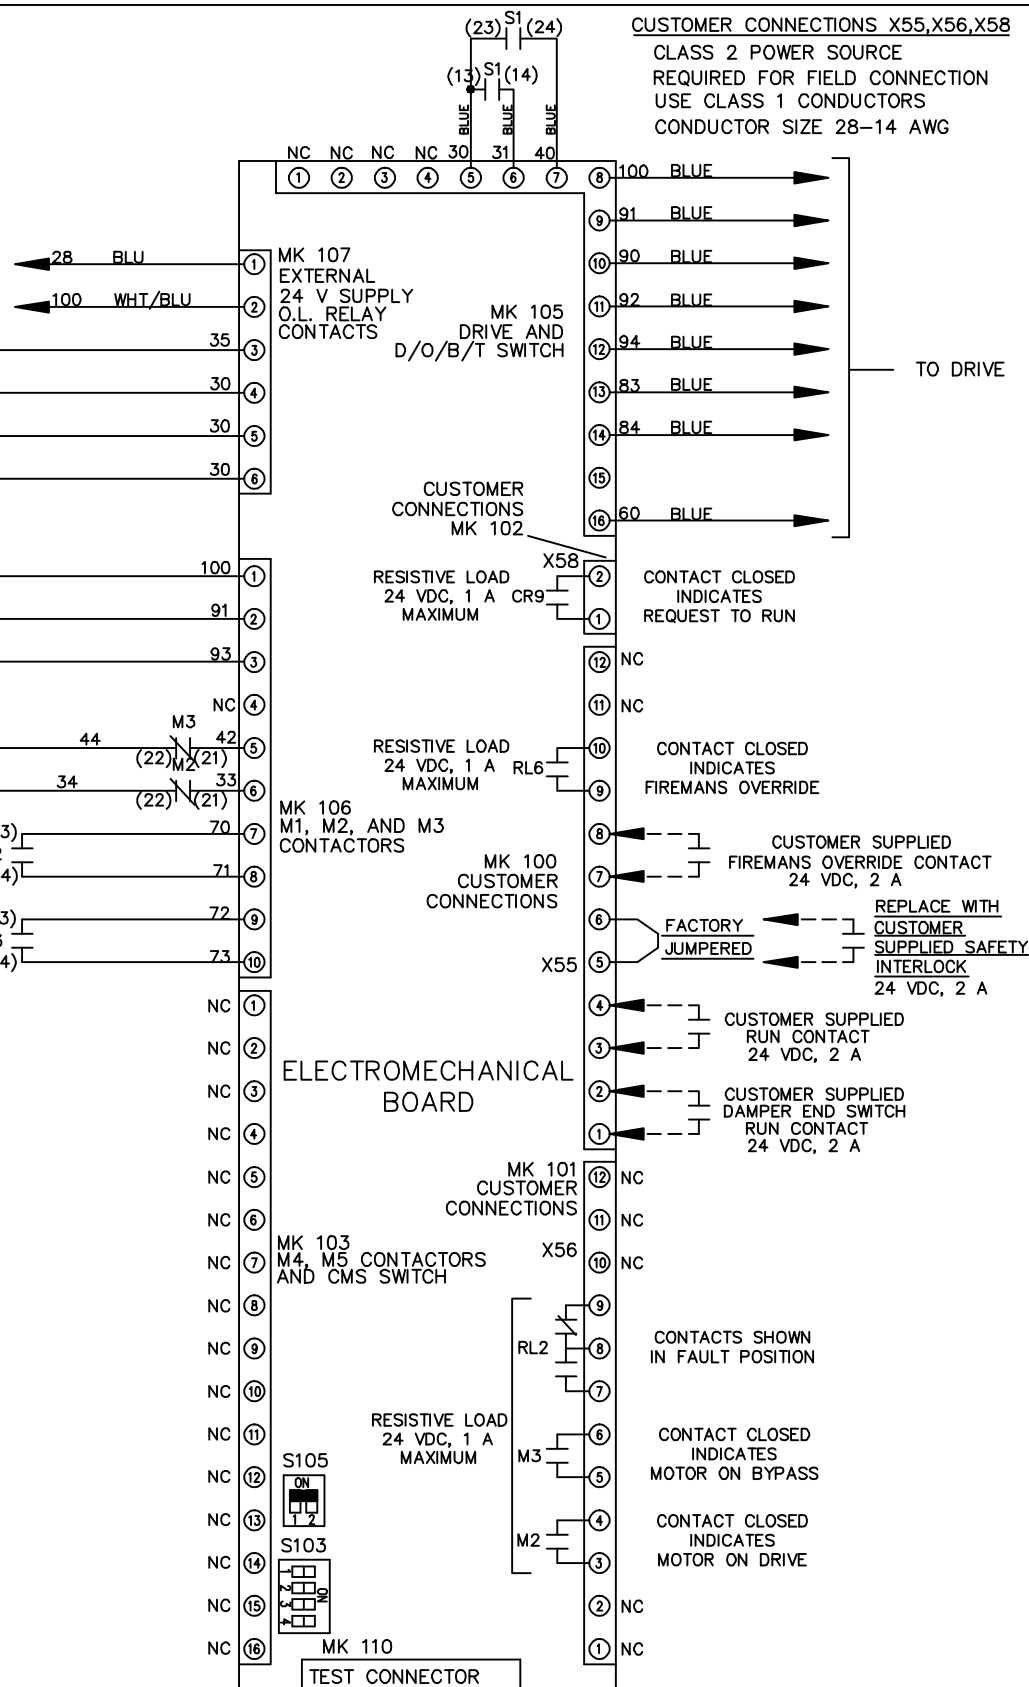 CUSTOMER CONNECTIONS X55,X56,X58
CLASS 2 POWER SOURCE
REQUIRED FOR FIELD CONNECTION
USE CLASS 1 CONDUCTORS
CONDUCTOR SIZE 28-14 AWG
(23) S1 (24)
(13) S1 (14)
BLUE BLUE BLUE
NC NC NC NC 30 31 40
1 2 3 4 5 6 7
8 100 BLUE
9 91 BLUE
10 90 BLUE
11 92 BLUE
12 94 BLUE
13 83 BLUE
14 84 BLUE
15
16 60 BLUE
TO DRIVE
MK 105
DRIVE AND
D/O/B/T SWITCH
28 BLU 1
100 WHT/BLU 2
35 3
30 4
30 5
30 6
MK 107
EXTERNAL
24 V SUPPLY
O.L. RELAY
CONTACTS
CUSTOMER
CONNECTIONS
MK 102
X58
RESISTIVE LOAD
24 VDC, 1 A
MAXIMUM
CR9
2
1
CONTACT CLOSED
INDICATES
REQUEST TO RUN
100 1
91 2
93 3
NC 4
44 (22) M3 (21) 42 5
34 (22) M2 (21) 33 6
3) 70 7
4) 71 8
3) 72 9
4) 73 10
MK 106
M1, M2, AND M3
CONTACTORS
12 NC
11 NC
10
9
RESISTIVE LOAD
24 VDC, 1 A
MAXIMUM
RL6
CONTACT CLOSED
INDICATES
FIREMANS OVERRIDE
MK 100
CUSTOMER
CONNECTIONS
X55
8
7
CUSTOMER SUPPLIED
FIREMANS OVERRIDE CONTACT
24 VDC, 2 A
6
5
FACTORY
JUMPERED
REPLACE WITH
CUSTOMER
SUPPLIED SAFETY
INTERLOCK
24 VDC, 2 A
4
3
CUSTOMER SUPPLIED
RUN CONTACT
24 VDC, 2 A
2
1
CUSTOMER SUPPLIED
DAMPER END SWITCH
RUN CONTACT
24 VDC, 2 A
ELECTROMECHANICAL
BOARD
NC 1
NC 2
NC 3
NC 4
NC 5
NC 6
NC 7
NC 8
NC 9
NC 10
NC 11
NC 12
NC 13
NC 14
NC 15
NC 16
MK 103
M4, M5 CONTACTORS
AND CMS SWITCH
MK 101
CUSTOMER
CONNECTIONS
X56
12 NC
11 NC
10 NC
9
8
7
RL2
CONTACTS SHOWN
IN FAULT POSITION
RESISTIVE LOAD
24 VDC, 1 A
MAXIMUM
M3
6
5
CONTACT CLOSED
INDICATES
MOTOR ON BYPASS
M2
4
3
CONTACT CLOSED
INDICATES
MOTOR ON DRIVE
2 NC
1 NC
S105
ON
1 2
S103
1
2
3
4
ON
MK 110
TEST CONNECTOR